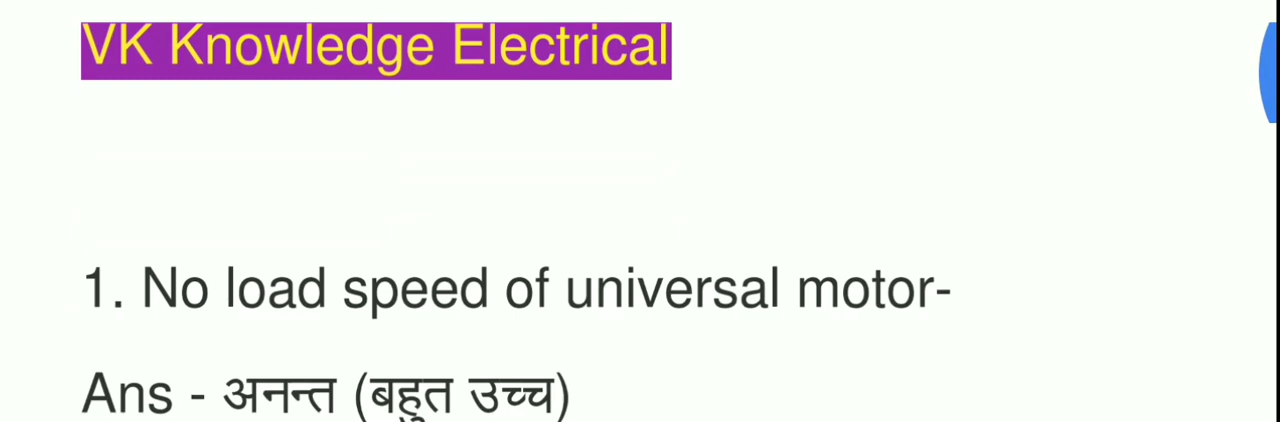 VK Knowledge Electrical
1. No load speed of universal motor-
Ans - अनन्त (बहुत उच्च)